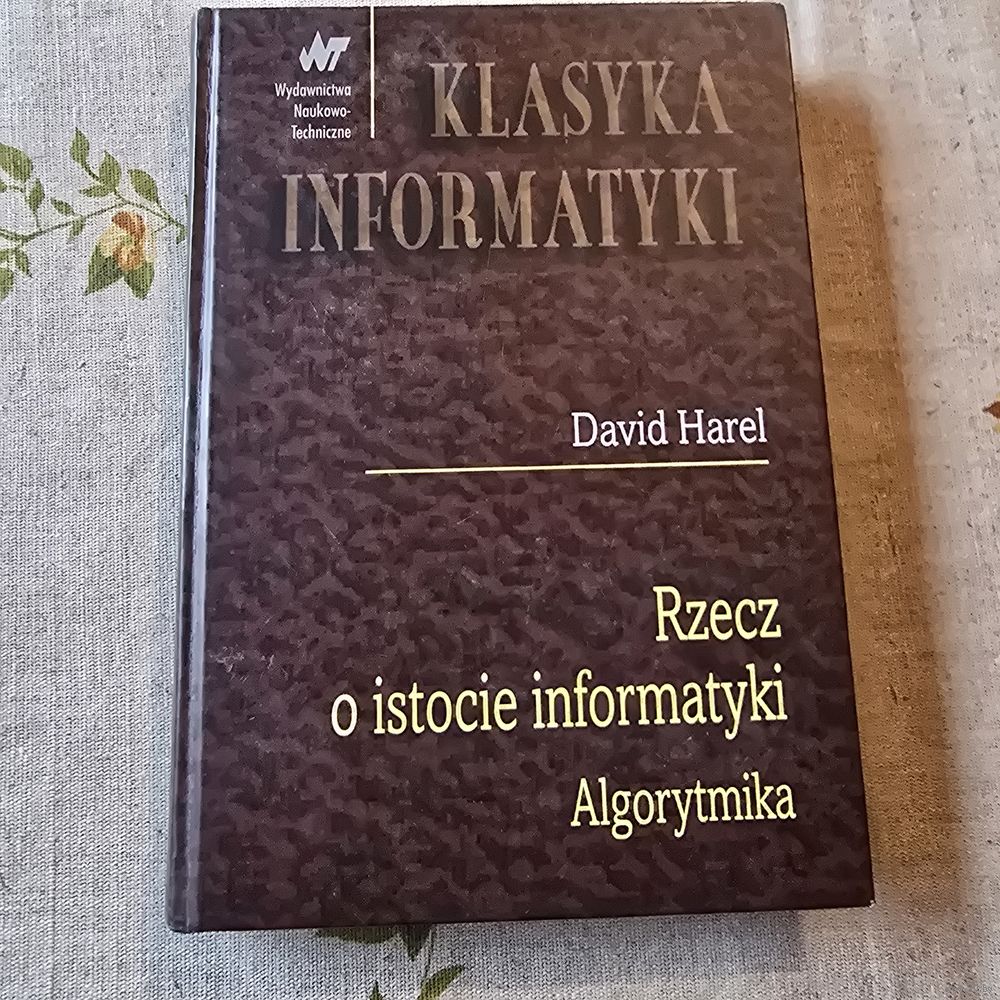 WNT
Wydawnictwa
Naukowo-
Techniczne
KLASYKA
INFORMATYKI
David Harel
Rzecz
o istocie informatyki
Algorytmika